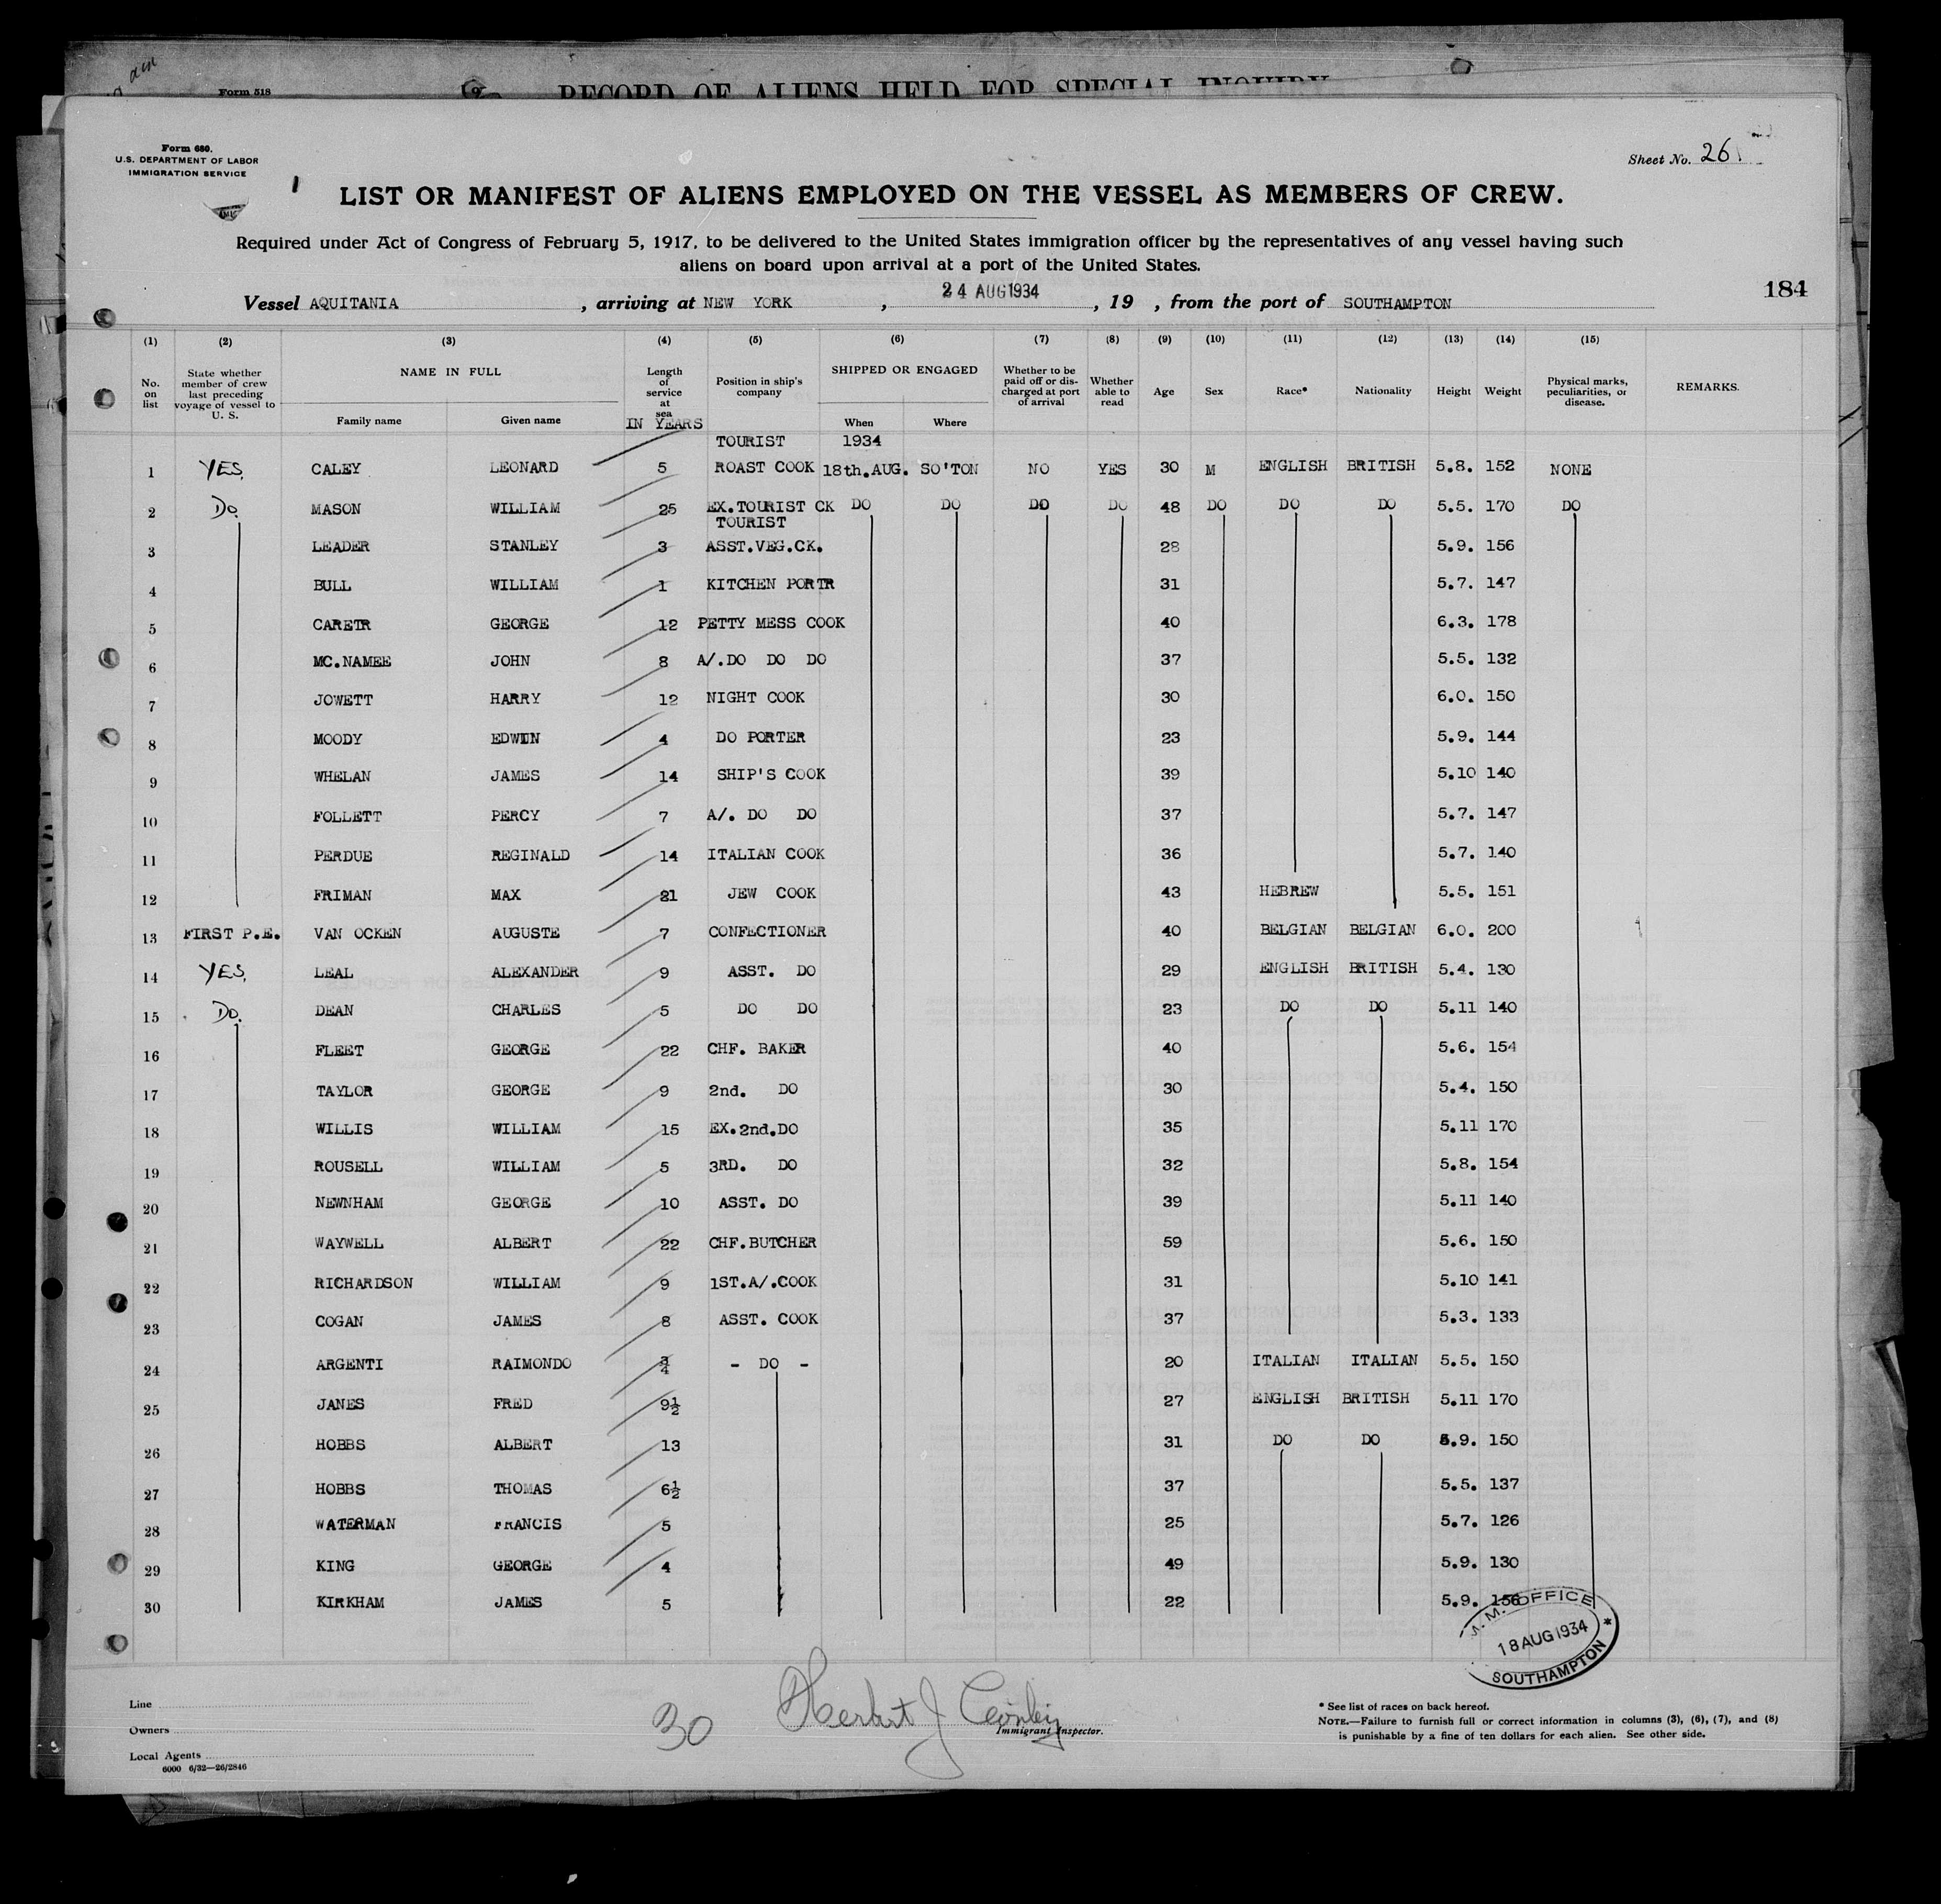 Form 518
RECORD OF ALIENS HELD FOR SPECIAL INQUIRY
Form 680.
U.S. DEPARTMENT OF LABOR
IMMIGRATION SERVICE
Sheet No. 26
LIST OR MANIFEST OF ALIENS EMPLOYED ON THE VESSEL AS MEMBERS OF CREW.
Required under Act of Congress of February 5, 1917, to be delivered to the United States immigration officer by the representatives of any vessel having such
aliens on board upon arrival at a port of the United States.
184
Vessel AQUITANIA, arriving at NEW YORK, 24 AUG 1934, 19 , from the port of SOUTHAMPTON
(1) (2) (3) (4) (5) (6) (7) (8) (9) (10) (11) (12) (13) (14) (15)
No. on list
State whether member of crew last preceding voyage of vessel to U. S.
NAME IN FULL
Family name Given name
Length of service at sea
IN YEARS
Position in ship's company
SHIPPED OR ENGAGED
When Where
Whether to be paid off or discharged at port of arrival
Whether able to read
Age
Sex
Race*
Nationality
Height
Weight
Physical marks, peculiarities, or disease.
REMARKS.
TOURIST 1934
1 YES, CALEY LEONARD 5 ROAST COOK 18th.AUG. SO'TON NO YES 30 M ENGLISH BRITISH 5.8. 152 NONE
2 Do. MASON WILLIAM 25 EX.TOURIST CK DO DO DO DO 48 DO DO DO 5.5. 170 DO
TOURIST
3 LEADER STANLEY 3 ASST.VEG.CK. 28 5.9. 156
4 BULL WILLIAM 1 KITCHEN PORTR 31 5.7. 147
5 CARETR GEORGE 12 PETTY MESS COOK 40 6.3. 178
6 MC.NAMEE JOHN 8 A/.DO DO DO 37 5.5. 132
7 JOWETT HARRY 12 NIGHT COOK 30 6.0. 150
8 MOODY EDWIN 4 DO PORTER 23 5.9. 144
9 WHELAN JAMES 14 SHIP'S COOK 39 5.10 140
10 FOLLETT PERCY 7 A/. DO DO 37 5.7. 147
11 PERDUE REGINALD 14 ITALIAN COOK 36 5.7. 140
12 FRIMAN MAX 21 JEW COOK 43 HEBREW 5.5. 151
13 FIRST P.E. VAN OCKEN AUGUSTE 7 CONFECTIONER 40 BELGIAN BELGIAN 6.0. 200
14 YES, LEAL ALEXANDER 9 ASST. DO 29 ENGLISH BRITISH 5.4. 130
15 Do. DEAN CHARLES 5 DO DO 23 DO DO 5.11 140
16 FLEET GEORGE 22 CHF. BAKER 40 5.6. 154
17 TAYLOR GEORGE 9 2nd. DO 30 5.4. 150
18 WILLIS WILLIAM 15 EX.2nd.DO 35 5.11 170
19 ROUSELL WILLIAM 5 3RD. DO 32 5.8. 154
20 NEWNHAM GEORGE 10 ASST. DO 39 5.11 140
21 WAYWELL ALBERT 22 CHF.BUTCHER 59 5.6. 150
22 RICHARDSON WILLIAM 9 1ST.A/.COOK 31 5.10 141
23 COGAN JAMES 8 ASST. COOK 37 5.3. 133
24 ARGENTI RAIMONDO 3/4 - DO - 20 ITALIAN ITALIAN 5.5. 150
25 JANES FRED 9½ 27 ENGLISH BRITISH 5.11 170
26 HOBBS ALBERT 13 31 DO DO 5.9. 150
27 HOBBS THOMAS 6½ 37 5.5. 137
28 WATERMAN FRANCIS 5 25 5.7. 126
29 KING GEORGE 4 49 5.9. 130
30 KIRKHAM JAMES 5 22 5.9. 156
M. M. OFFICE
18 AUG 1934
SOUTHAMPTON *
Line
Owners
Local Agents
6000 6/32—26/2846
30
Herbert J
Immigrant Inspector.
* See list of races on back hereof.
NOTE.—Failure to furnish full or correct information in columns (3), (6), (7), and (8)
is punishable by a fine of ten dollars for each alien. See other side.